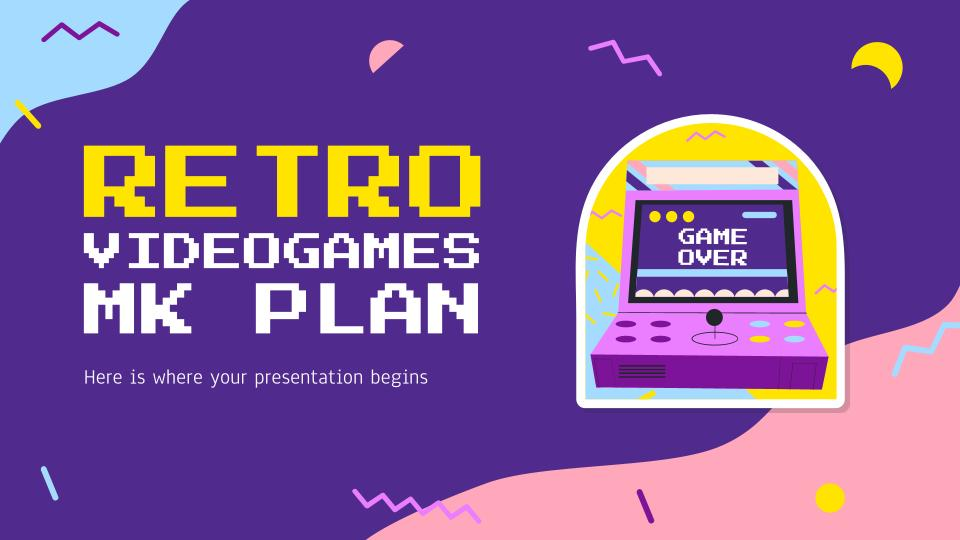 RETRO
VIDEOGAMES
MK PLAN
Here is where your presentation begins
GAME
OVER